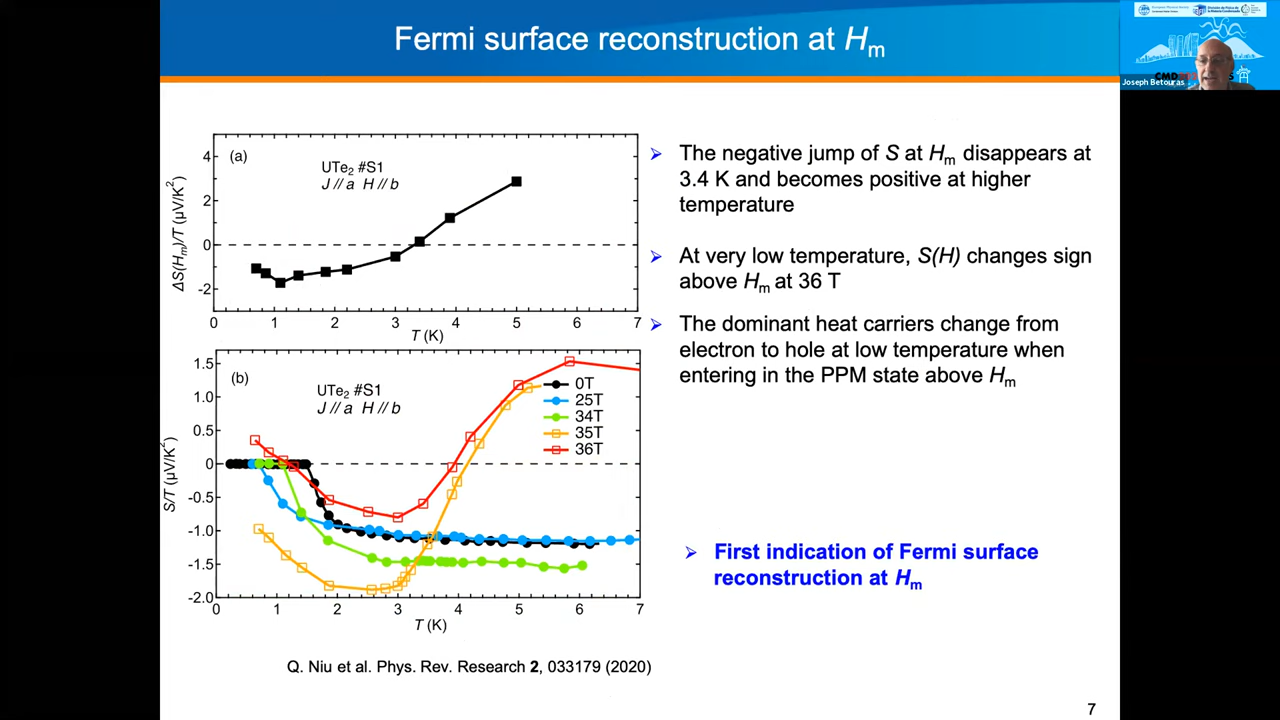 Fermi surface reconstruction at Hm
Joseph Betouras
(a)
UTe2 #S1
J // a H // b
ΔS(Hm)/T (μV/K²)
4
2
0
-2
0 1 2 3 4 5 6 7
T (K)
(b)
UTe2 #S1
J // a H // b
0T
25T
34T
35T
36T
S/T (μV/K²)
1.5
1.0
0.5
0
-0.5
-1.0
-1.5
-2.0
0 1 2 3 4 5 6 7
T (K)
Q. Niu et al. Phys. Rev. Research 2, 033179 (2020)
The negative jump of S at Hm disappears at
3.4 K and becomes positive at higher
temperature
At very low temperature, S(H) changes sign
above Hm at 36 T
The dominant heat carriers change from
electron to hole at low temperature when
entering in the PPM state above Hm
First indication of Fermi surface
reconstruction at Hm
7